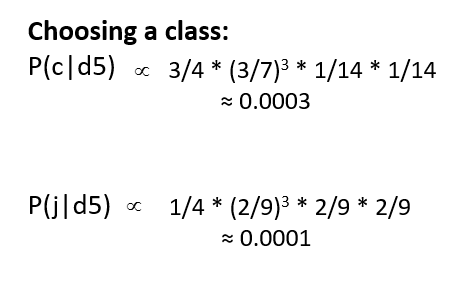 Choosing a class:
P(c|d5) ∝ 3/4 * (3/7)³ * 1/14 * 1/14
≈ 0.0003
P(j|d5) ∝ 1/4 * (2/9)³ * 2/9 * 2/9
≈ 0.0001